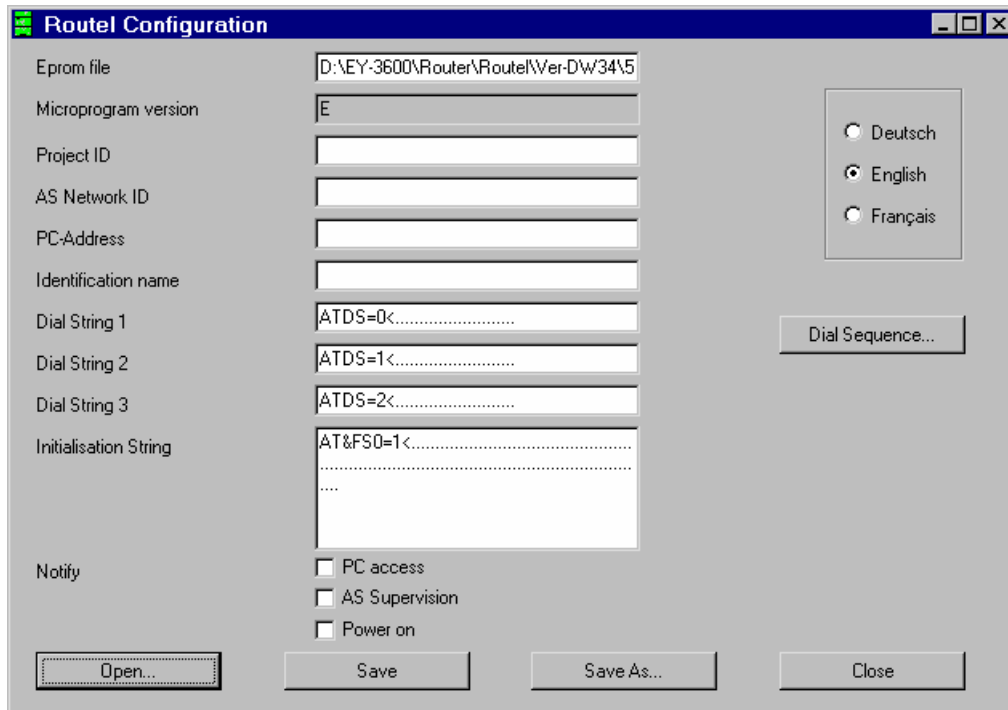 Routel Configuration
Eprom file D:\EY-3600\Router\Routel\Ver-DW34\5
Microprogram version E
Project ID
AS Network ID
PC-Address
Identification name
Deutsch
English
Français
Dial String 1 ATDS=0<.........................
Dial String 2 ATDS=1<.........................
Dial String 3 ATDS=2<.........................
Dial Sequence...
Initialisation String AT&FS0=1<..............................................
.................................................................
....
Notify
PC access
AS Supervision
Power on
Open... Save Save As... Close